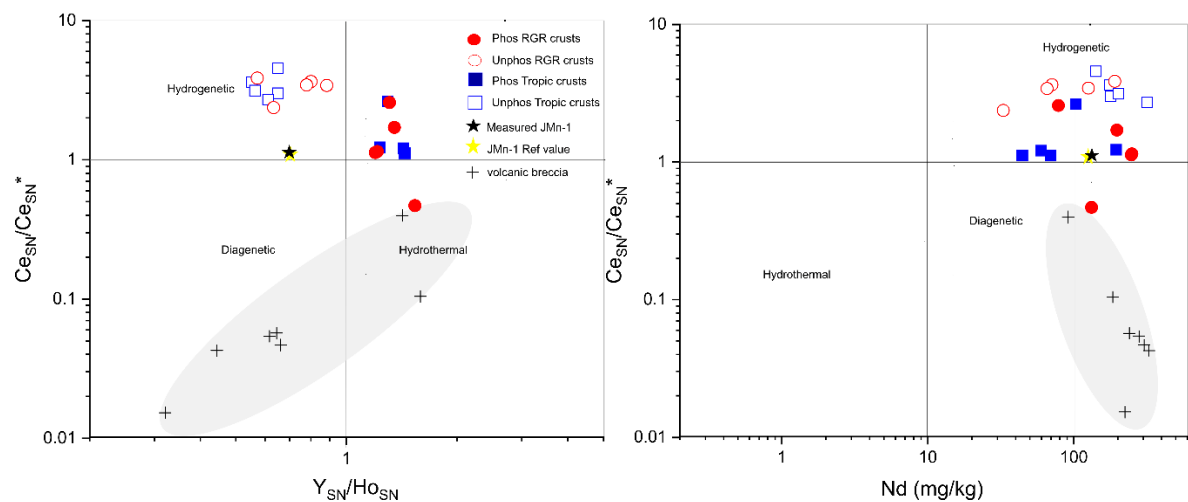 10
1
0.1
0.01
Ce_SN/Ce_SN*
Hydrogenetic
Diagenetic
Hydrothermal
Phos RGR crusts
Unphos RGR crusts
Phos Tropic crusts
Unphos Tropic crusts
Measured JMn-1
JMn-1 Ref value
volcanic breccia
1
Y_SN/Ho_SN
10
1
0.1
0.01
Ce_SN/Ce_SN*
Hydrogenetic
Diagenetic
Hydrothermal
1
10
100
Nd (mg/kg)